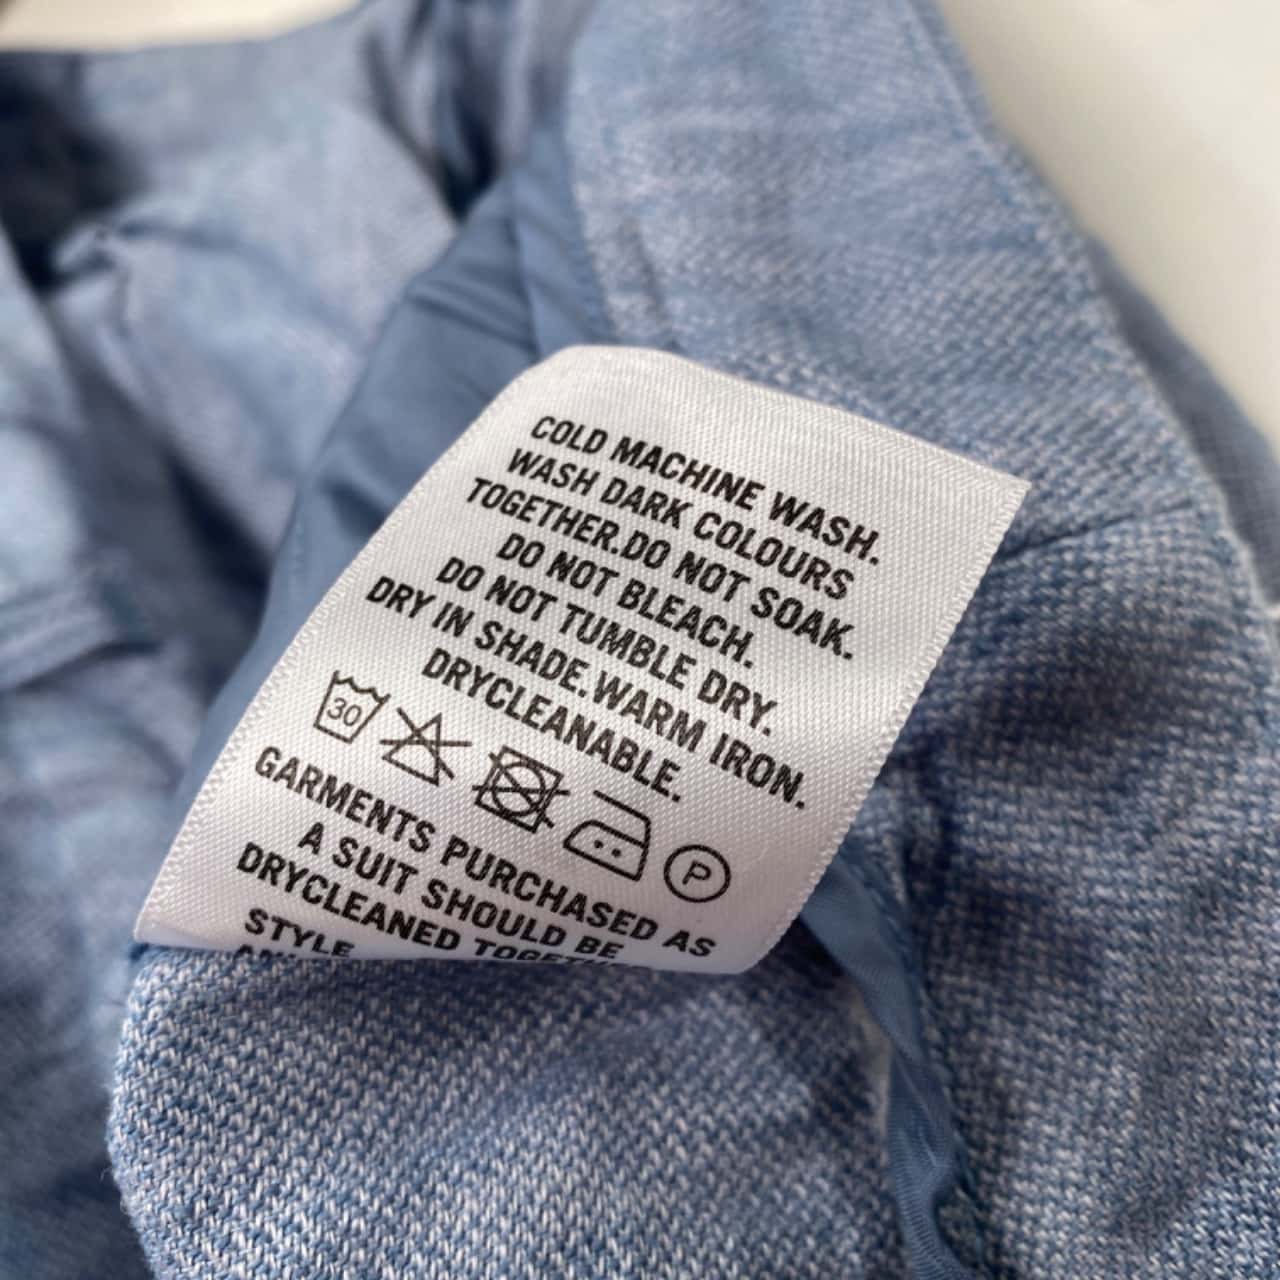 COLD MACHINE WASH.
WASH DARK COLOURS
TOGETHER.DO NOT SOAK.
DO NOT BLEACH.
DO NOT TUMBLE DRY.
DRY IN SHADE.WARM IRON.
DRYCLEANABLE.
30 P
GARMENTS PURCHASED AS
A SUIT SHOULD BE
DRYCLEANED
STYLE